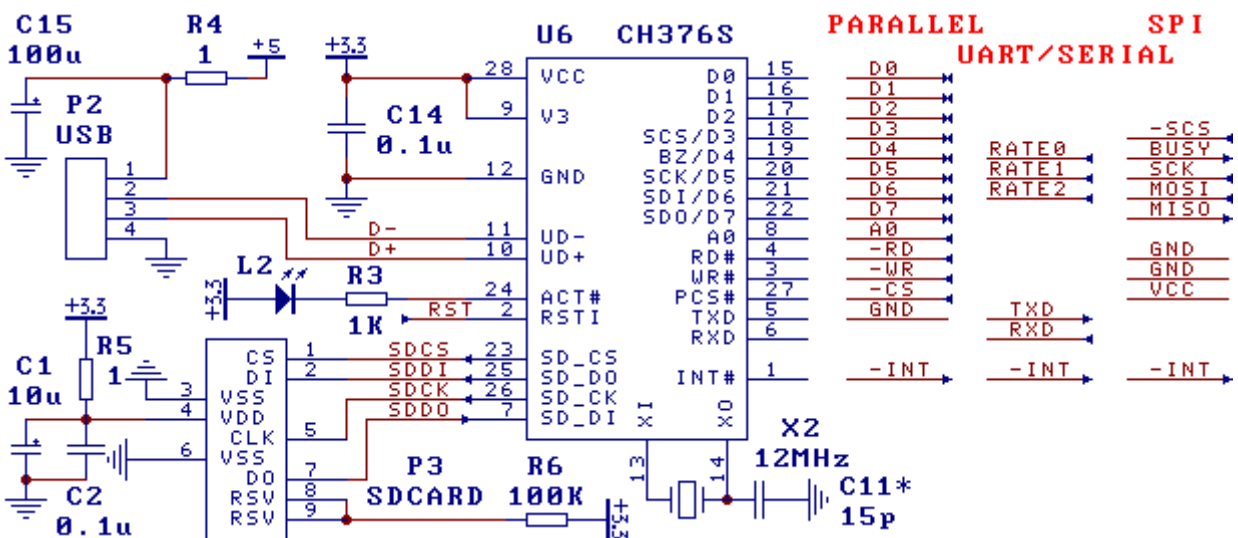 C15
100u
R4
1
+5
+3.3
U6 CH376S
PARALLEL
SPI
UART/SERIAL
P2
USB
1
2
3
4
C14
0.1u
28 VCC
9 V3
12 GND
D- 11 UD-
D+ 10 UD+
24 ACT#
RST 2 RSTI
23 SD_CS
25 SD_DO
26 SD_CK
7 SD_DI
D0 15 D0
D1 16 D1
D2 17 D2
SCS/D3 18 D3 -SCS
BZ/D4 19 D4 RATE0 BUSY
SCK/D5 20 D5 RATE1 SCK
SDI/D6 21 D6 RATE2 MOSI
SDO/D7 22 D7 MISO
A0 8 A0
RD# 4 -RD GND
WR# 3 -WR GND
PCS# 27 -CS VCC
TXD 5 GND TXD
RXD 6 RXD
INT# 1 -INT -INT -INT
XI
XO
13
14
X2
12MHz
C11*
15p
L2
+3.3
R3
1K
+3.3
R5
1
C1
10u
C2
0.1u
CS 1 SDCS
DI 2 SDDI
3 VSS SDCK
4 VDD SDDO
CLK 5
6 VSS
DO 7
RSV 8
RSV 9
P3
SDCARD
R6
100K
+3.3